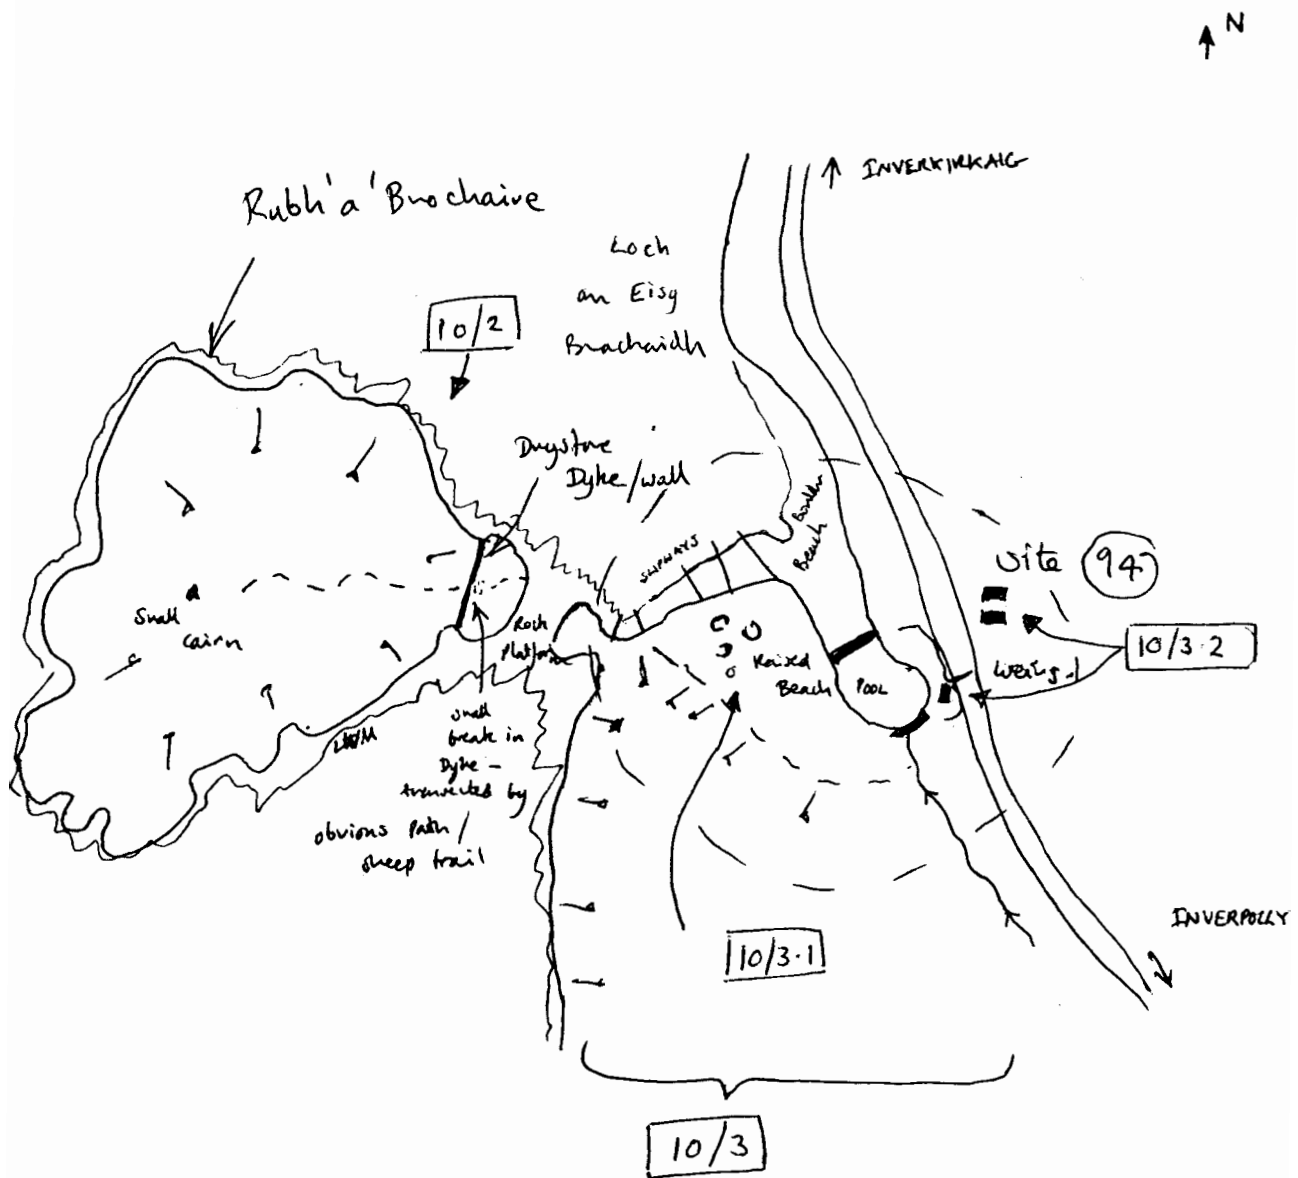 N
INVERKIRKAIG
Rubh'a'Brochaire
Loch
an Eisg
Brachaidh
10/2
Drystone
Dyke/wall
Boulder
Beach
SLIPWAYS
Site 94
Small
cairn
Rock
Platform
Raised
Beach
POOL
10/3.2
LWM
small
break in
Dyke -
transected by
obvious path/
sheep trail
INVERPOLLY
10/3.1
10/3